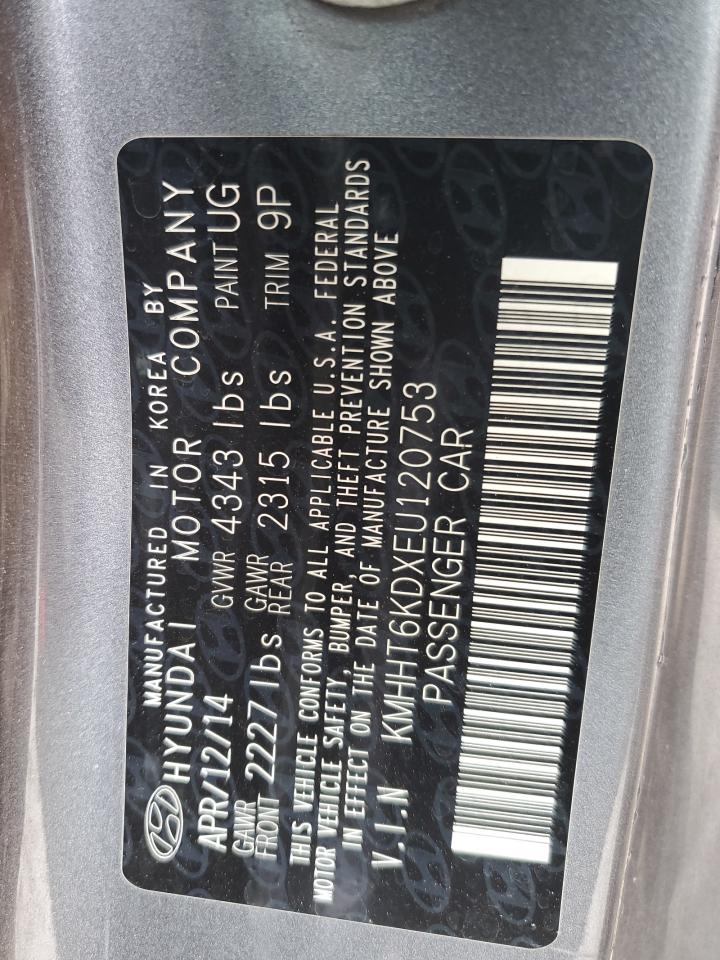 MANUFACTURED IN KOREA BY
HYUNDAI MOTOR COMPANY
APR/12/14 GVWR 4343 lbs PAINT UG
GAWR FRONT 2227 lbs GAWR REAR 2315 lbs TRIM 9P
THIS VEHICLE CONFORMS TO ALL APPLICABLE U.S.A. FEDERAL
MOTOR VEHICLE SAFETY, BUMPER, AND THEFT PREVENTION STANDARDS
IN EFFECT ON THE DATE OF MANUFACTURE SHOWN ABOVE
V.I.N KMHHT6KDXEU120753
PASSENGER CAR